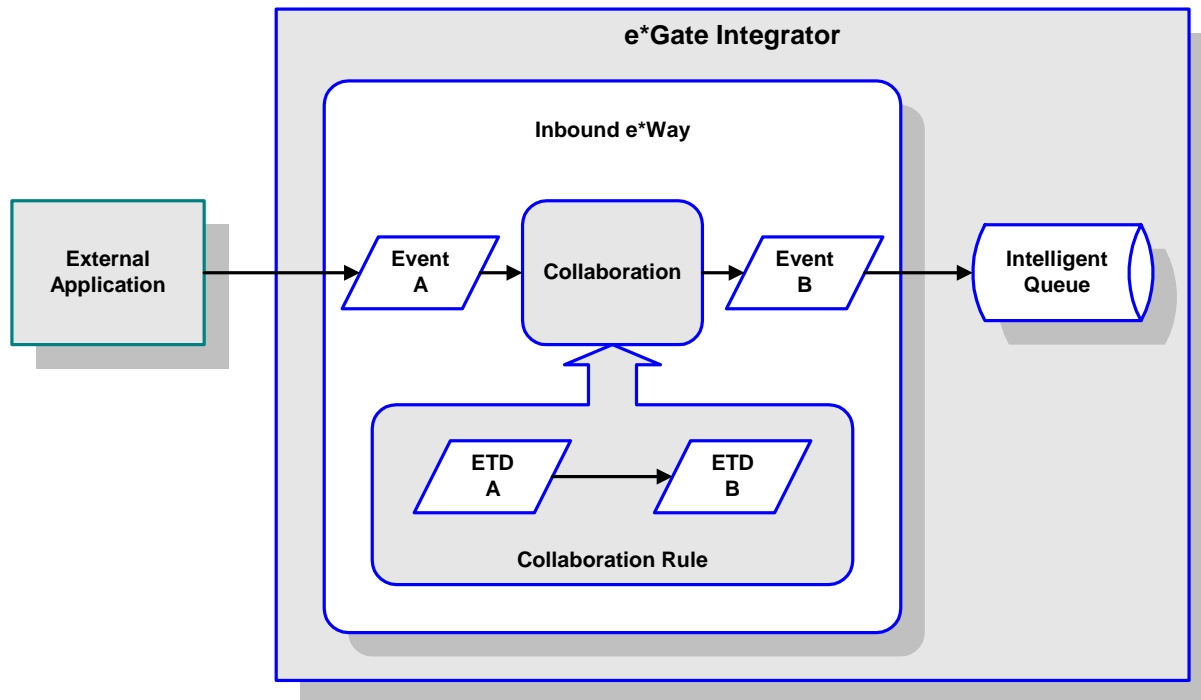 e*Gate Integrator
Inbound e*Way
External
Application
Event
A
Collaboration
Event
B
Intelligent
Queue
ETD
A
ETD
B
Collaboration Rule